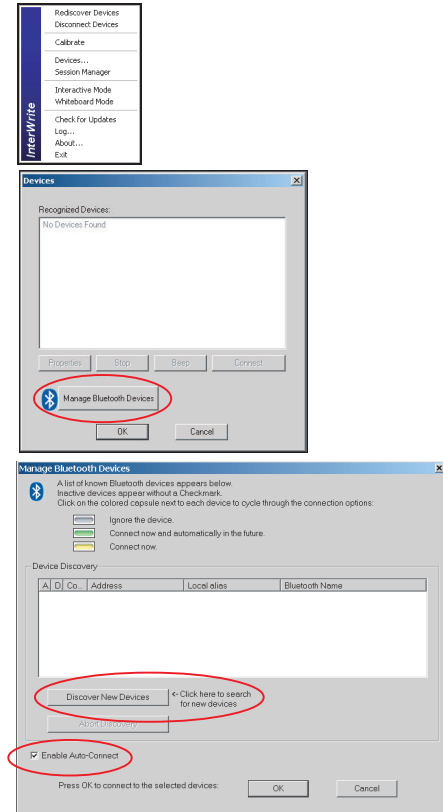 Rediscover Devices
Disconnect Devices
Calibrate
Devices...
Session Manager
Interactive Mode
Whiteboard Mode
Check for Updates
Log...
About...
Exit
InterWrite
Devices
Recognized Devices:
No Devices Found
Properties Stop Beep Connect
Manage Bluetooth Devices
OK Cancel
Manage Bluetooth Devices
A list of known Bluetooth devices appears below.
Inactive devices appear without a Checkmark.
Click on the colored capsule next to each device to cycle through the connection options:
Ignore the device.
Connect now and automatically in the future.
Connect now.
Device Discovery
A D Co... Address Local alias Bluetooth Name
Discover New Devices <- Click here to search
for new devices
Abort Discovery
Enable Auto-Connect
Press OK to connect to the selected devices: OK Cancel